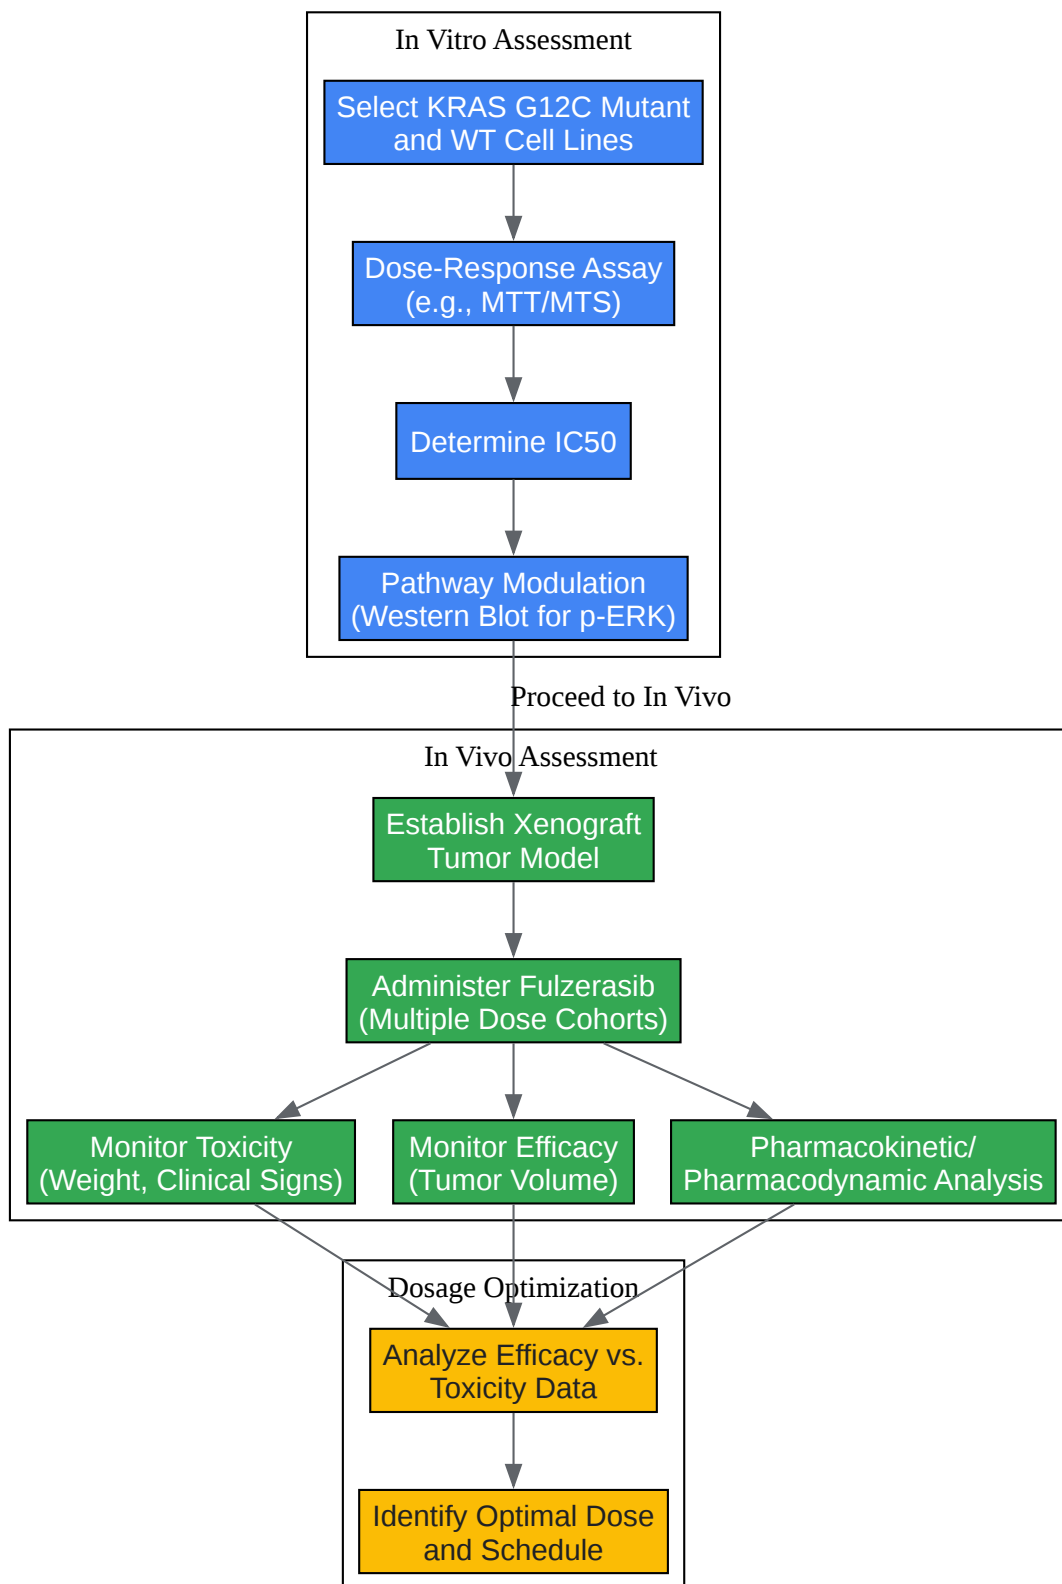 In Vitro Assessment
Select KRAS G12C Mutant
and WT Cell Lines
Dose-Response Assay
(e.g., MTT/MTS)
Determine IC50
Pathway Modulation
(Western Blot for p-ERK)
Proceed to In Vivo
In Vivo Assessment
Establish Xenograft
Tumor Model
Administer Fulzerasib
(Multiple Dose Cohorts)
Monitor Toxicity
(Weight, Clinical Signs)
Monitor Efficacy
(Tumor Volume)
Pharmacokinetic/
Pharmacodynamic Analysis
Dosage Optimization
Analyze Efficacy vs.
Toxicity Data
Identify Optimal Dose
and Schedule